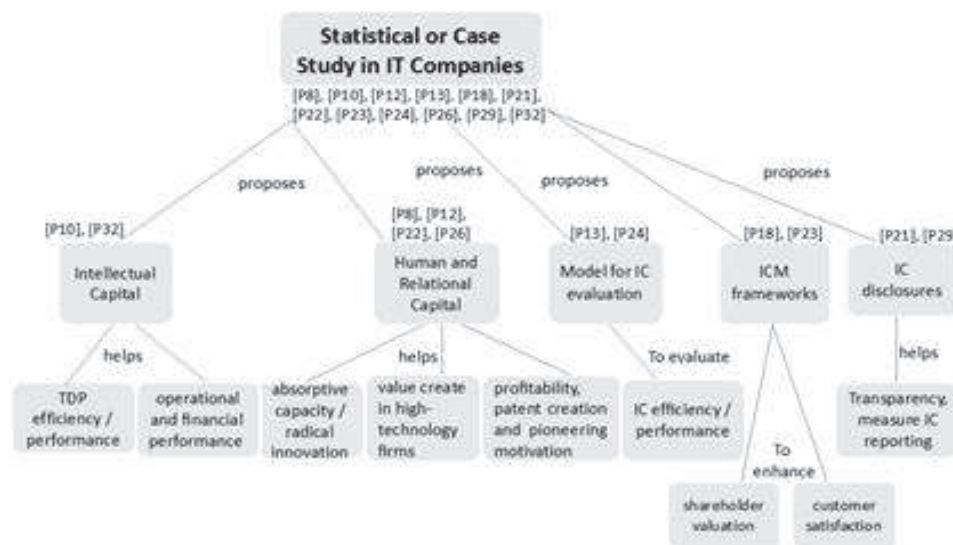 Statistical or Case
Study in IT Companies
[P8], [P10], [P12], [P13], [P18], [P21],
[P22], [P23], [P24], [P26], [P29], [P32]
proposes
proposes
proposes
proposes
[P10], [P32]
[P8], [P12],
[P22], [P26]
[P13], [P24]
[P18], [P23]
[P21], [P29
Intellectual
Capital
Human and
Relational
Capital
Model for IC
evaluation
ICM
frameworks
IC
disclosures
helps
helps
To evaluate
helps
TDP
efficiency /
performance
operational
and financial
performance
absorptive
capacity /
radical
innovation
value create
in high-
technology
firms
profitability,
patent creation
and pioneering
motivation
IC efficiency /
performance
Transparency,
measure IC
reporting
To
enhance
shareholder
valuation
customer
satisfaction